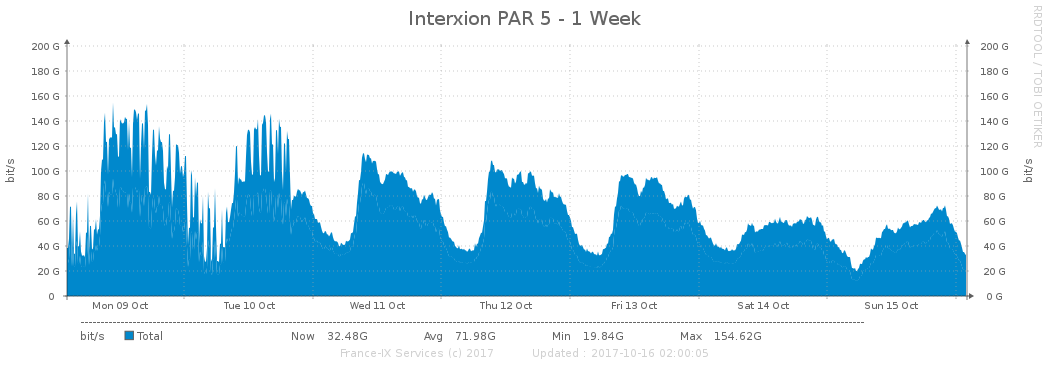 Interxion PAR 5 - 1 Week
RRDTOOL / TOBI OETIKER
bit/s
200 G 200 G
180 G 180 G
160 G 160 G
140 G 140 G
120 G 120 G
100 G 100 G
80 G 80 G
60 G 60 G
40 G 40 G
20 G 20 G
0 0 G
bit/s
Mon 09 Oct Tue 10 Oct Wed 11 Oct Thu 12 Oct Fri 13 Oct Sat 14 Oct Sun 15 Oct
bit/s Total Now 32.48G Avg 71.98G Min 19.84G Max 154.62G
France-IX Services (c) 2017 Updated : 2017-10-16 02:00:05